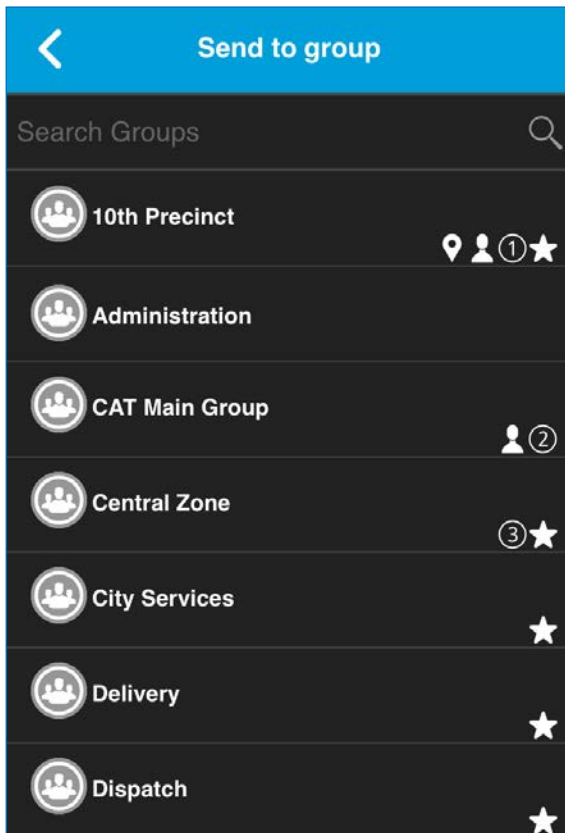 Send to group
Search Groups
10th Precinct
①
Administration
CAT Main Group
②
Central Zone
③
City Services
Delivery
Dispatch